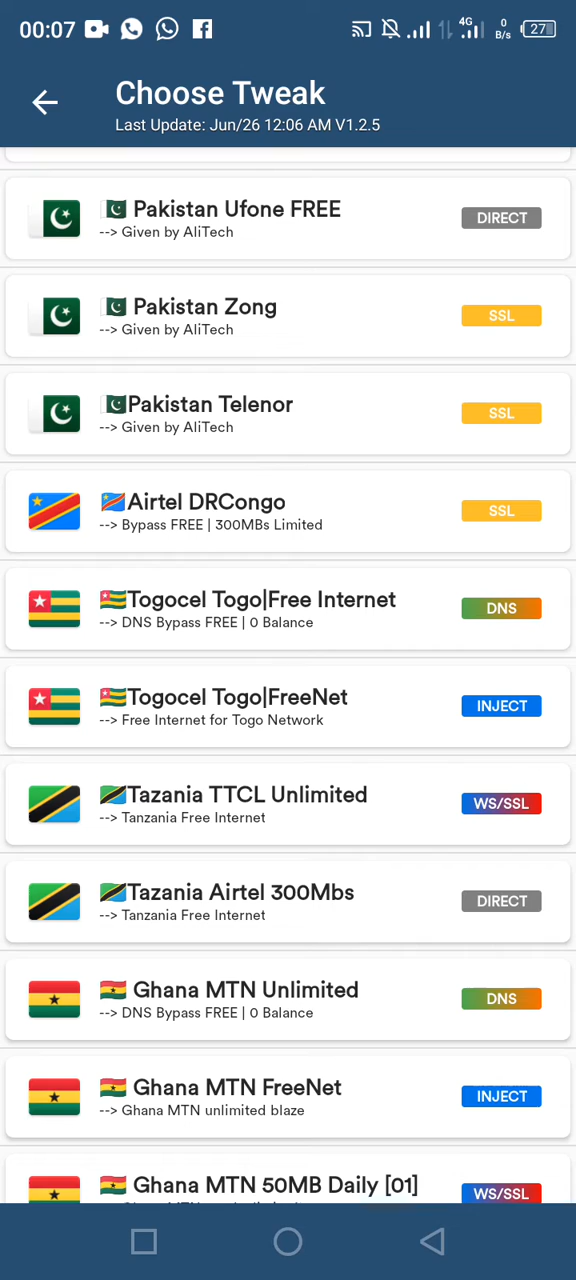 00:07
4G
0
B/s
27
Choose Tweak
Last Update: Jun/26 12:06 AM V1.2.5
Pakistan Ufone FREE
--> Given by AliTech
DIRECT
Pakistan Zong
--> Given by AliTech
SSL
Pakistan Telenor
--> Given by AliTech
SSL
Airtel DRCongo
--> Bypass FREE | 300MBs Limited
SSL
Togocel Togo|Free Internet
--> DNS Bypass FREE | 0 Balance
DNS
Togocel Togo|FreeNet
--> Free Internet for Togo Network
INJECT
Tazania TTCL Unlimited
--> Tanzania Free Internet
WS/SSL
Tazania Airtel 300Mbs
--> Tanzania Free Internet
DIRECT
Ghana MTN Unlimited
--> DNS Bypass FREE | 0 Balance
DNS
Ghana MTN FreeNet
--> Ghana MTN unlimited blaze
INJECT
Ghana MTN 50MB Daily [01]
WS/SSL